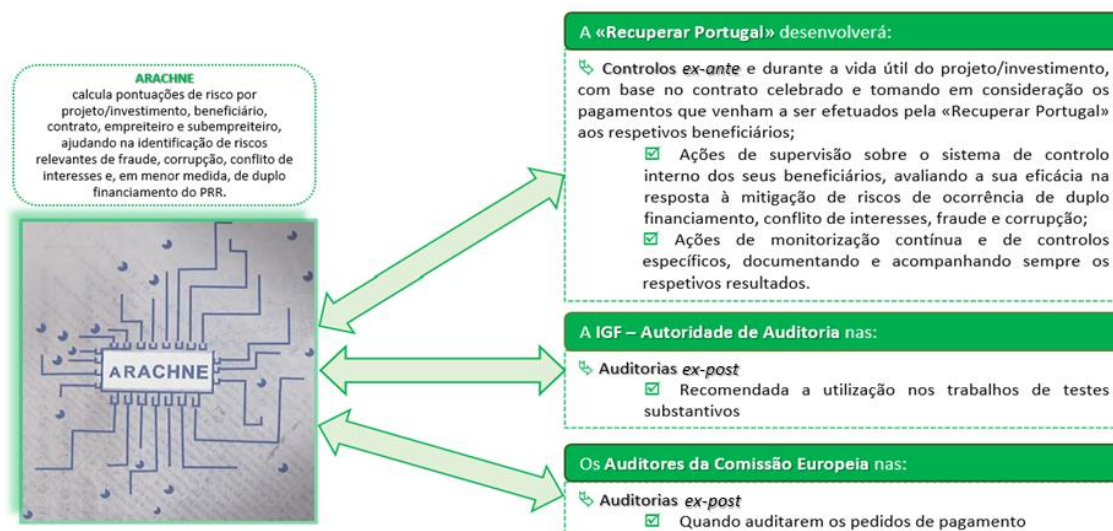 ARACHNE
calcula pontuações de risco por
projeto/investimento, beneficiário,
contrato, empreiteiro e subempreiteiro,
ajudando na identificação de riscos
relevantes de fraude, corrupção, conflito de
interesses e, em menor medida, de duplo
financiamento do PRR.
ARACHNE
A «Recuperar Portugal» desenvolverá:
Controlos ex-ante e durante a vida útil do projeto/investimento,
com base no contrato celebrado e tomando em consideração os
pagamentos que venham a ser efetuados pela «Recuperar Portugal»
aos respetivos beneficiários;
Ações de supervisão sobre o sistema de controlo
interno dos seus beneficiários, avaliando a sua eficácia na
resposta à mitigação de riscos de ocorrência de duplo
financiamento, conflito de interesses, fraude e corrupção;
Ações de monitorização contínua e de controlos
específicos, documentando e acompanhando sempre os
respetivos resultados.
A IGF – Autoridade de Auditoria nas:
Auditorias ex-post
Recomendada a utilização nos trabalhos de testes
substantivos
Os Auditores da Comissão Europeia nas:
Auditorias ex-post
Quando auditarem os pedidos de pagamento